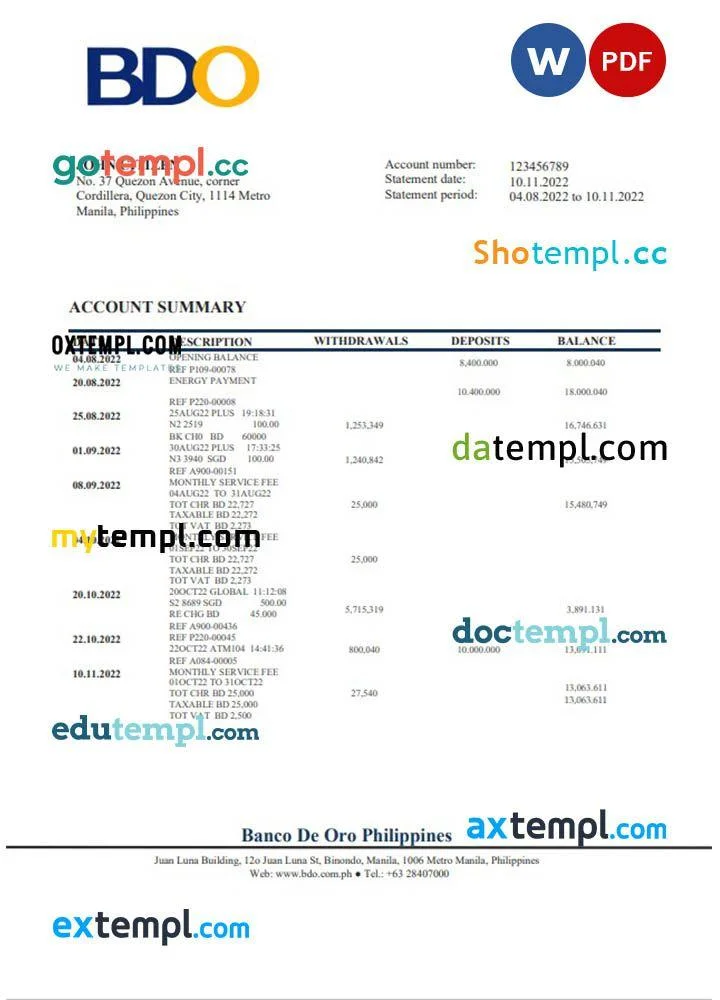 BDO
W
PDF
gotempl.cc
No. 37 Quezon Avenue, corner
Cordillera, Quezon City, 1114 Metro
Manila, Philippines
Account number: 123456789
Statement date: 10.11.2022
Statement period: 04.08.2022 to 10.11.2022
Shotempl.cc
ACCOUNT SUMMARY
DESCRIPTION WITHDRAWALS DEPOSITS BALANCE
OXTEMPL.COM
WE MAKE TEMPLATES
04.08.2022 OPENING BALANCE 8,400.000 8.000.040
REF P109-00078
20.08.2022 ENERGY PAYMENT
10.400.000 18.000.040
REF P220-00008
25.08.2022 25AUG22 PLUS 19:18:31
N2 2519 100.00 1,253,349 16,746.631
BK CH0 BD 60000
01.09.2022 30AUG22 PLUS 17:33:25
N3 3940 SGD 100.00 1,240,842
datempl.com
REF A900-00151
08.09.2022 MONTHLY SERVICE FEE
04AUG22 TO 31AUG22
TOT CHR BD 22,727 25,000 15,480,749
TAXABLE BD 22,272
TOT VAT BD 2,273
mytempl.com
MONTHLY SERVICE FEE
01SEP22 TO 30SEP22
TOT CHR BD 22,727 25,000
TAXABLE BD 22,272
TOT VAT BD 2,273
20.10.2022 20OCT22 GLOBAL 11:12:08
S2 8689 SGD 500.00
RE CHG BD 45.000 5,715,319 3,891.131
REF A900-00436
22.10.2022 REF P220-00045
doctempl.com
22OCT22 ATM104 14:41:36 800,040 10.000.000
REF A084-00005
10.11.2022 MONTHLY SERVICE FEE
01OCT22 TO 31OCT22
TOT CHR BD 25,000 27,540 13,063.611
TAXABLE BD 25,000 13,063.611
TOT VAT BD 2,500
edutempl.com
axtempl.com
Banco De Oro Philippines
Juan Luna Building, 12o Juan Luna St, Binondo, Manila, 1006 Metro Manila, Philippines
Web: www.bdo.com.ph ● Tel.: +63 28407000
extempl.com